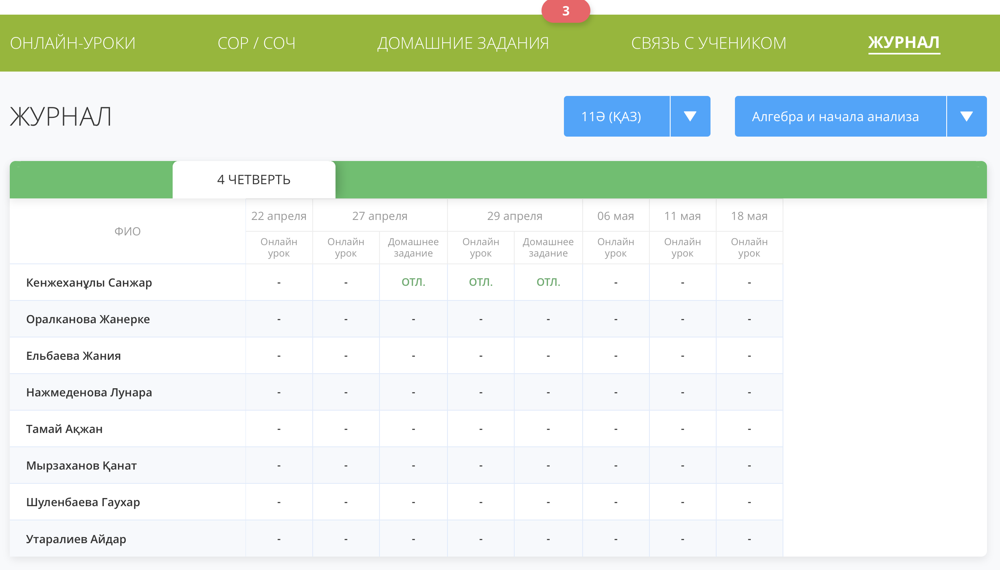 3
ОНЛАЙН-УРОКИ СОР / СОЧ ДОМАШНИЕ ЗАДАНИЯ СВЯЗЬ С УЧЕНИКОМ ЖУРНАЛ
ЖУРНАЛ 11Ә (ҚАЗ) Алгебра и начала анализа
4 ЧЕТВЕРТЬ
ФИО 22 апреля 27 апреля 29 апреля 06 мая 11 мая 18 мая
Онлайн Онлайн Домашнее Онлайн Домашнее Онлайн Онлайн Онлайн
урок урок задание урок задание урок урок урок
Кенжеханұлы Санжар - - ОТЛ. ОТЛ. ОТЛ. - - -
Оралканова Жанерке - - - - - - - -
Ельбаева Жания - - - - - - - -
Нажмеденова Лунара - - - - - - - -
Тамай Ақжан - - - - - - - -
Мырзаханов Қанат - - - - - - - -
Шуленбаева Гаухар - - - - - - - -
Утаралиев Айдар - - - - - - - -